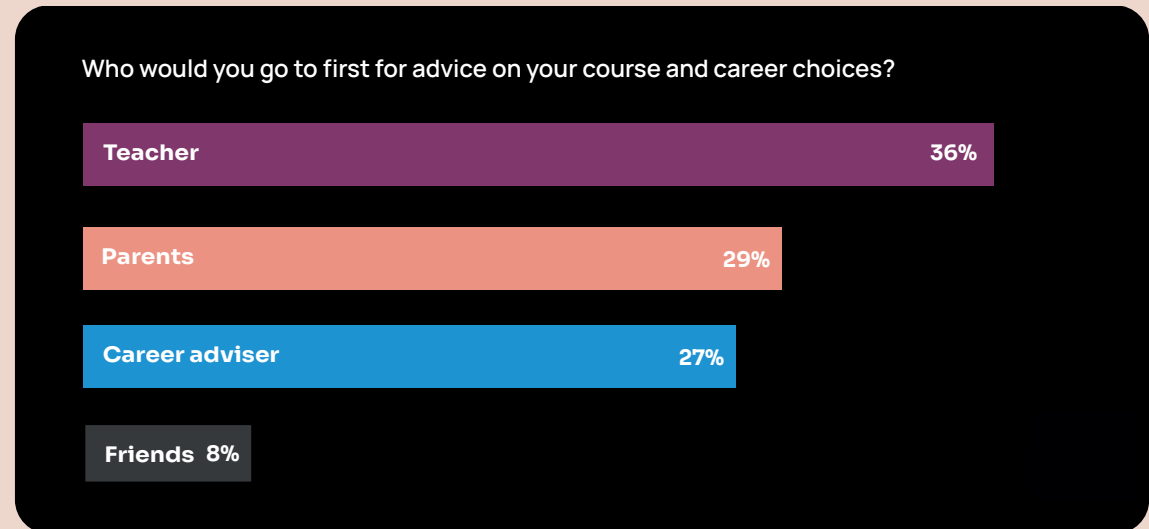 Who would you go to first for advice on your course and career choices?
Teacher 36%
Parents 29%
Career adviser 27%
Friends 8%